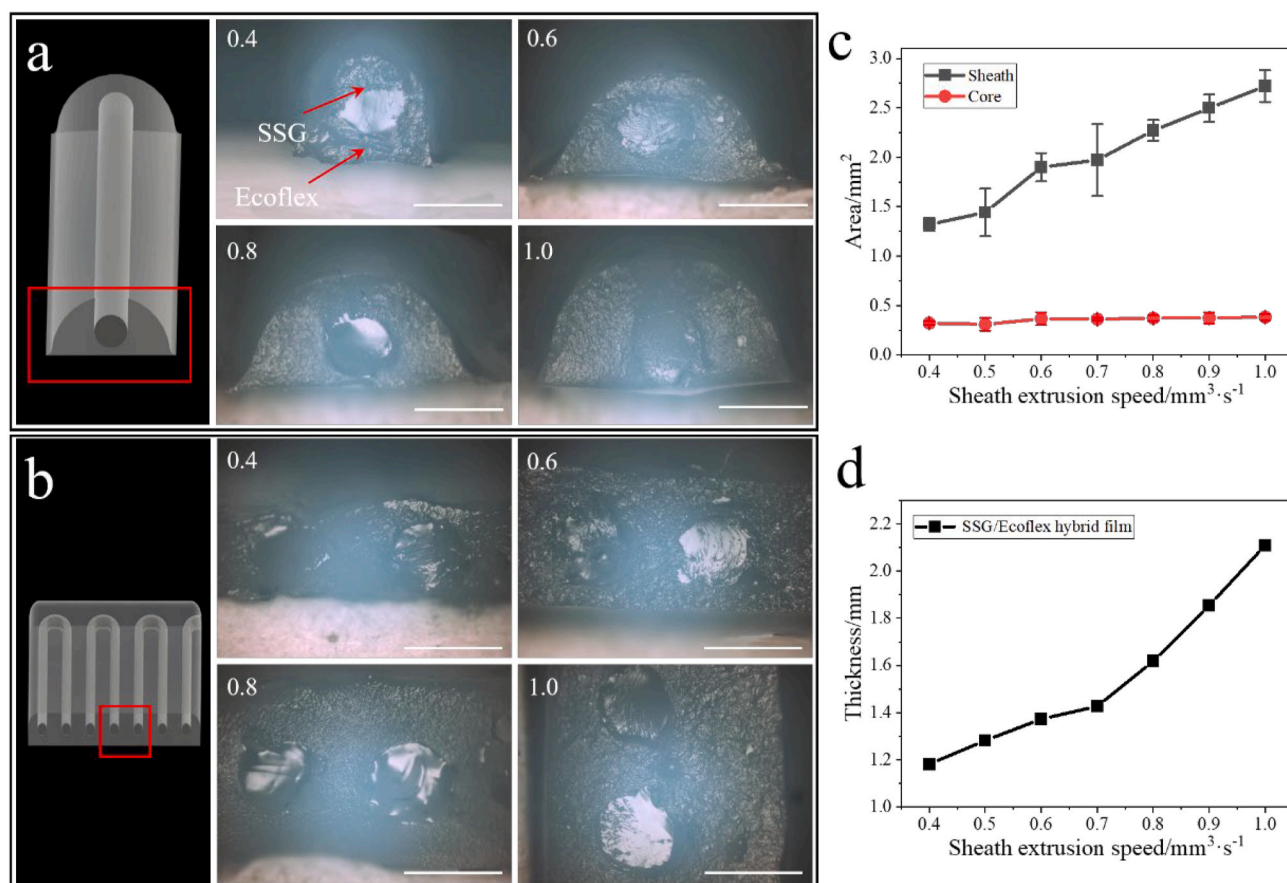 a
0.4
SSG
Ecoflex
0.6
0.8
1.0
b
0.4
0.6
0.8
1.0
c
3.0
2.5
2.0
1.5
1.0
0.5
0.0
Area/mm²
Sheath
Core
0.4 0.5 0.6 0.7 0.8 0.9 1.0
Sheath extrusion speed/mm³·s⁻¹
d
2.2
2.0
1.8
1.6
1.4
1.2
1.0
Thickness/mm
SSG/Ecoflex hybrid film
0.4 0.5 0.6 0.7 0.8 0.9 1.0
Sheath extrusion speed/mm³·s⁻¹